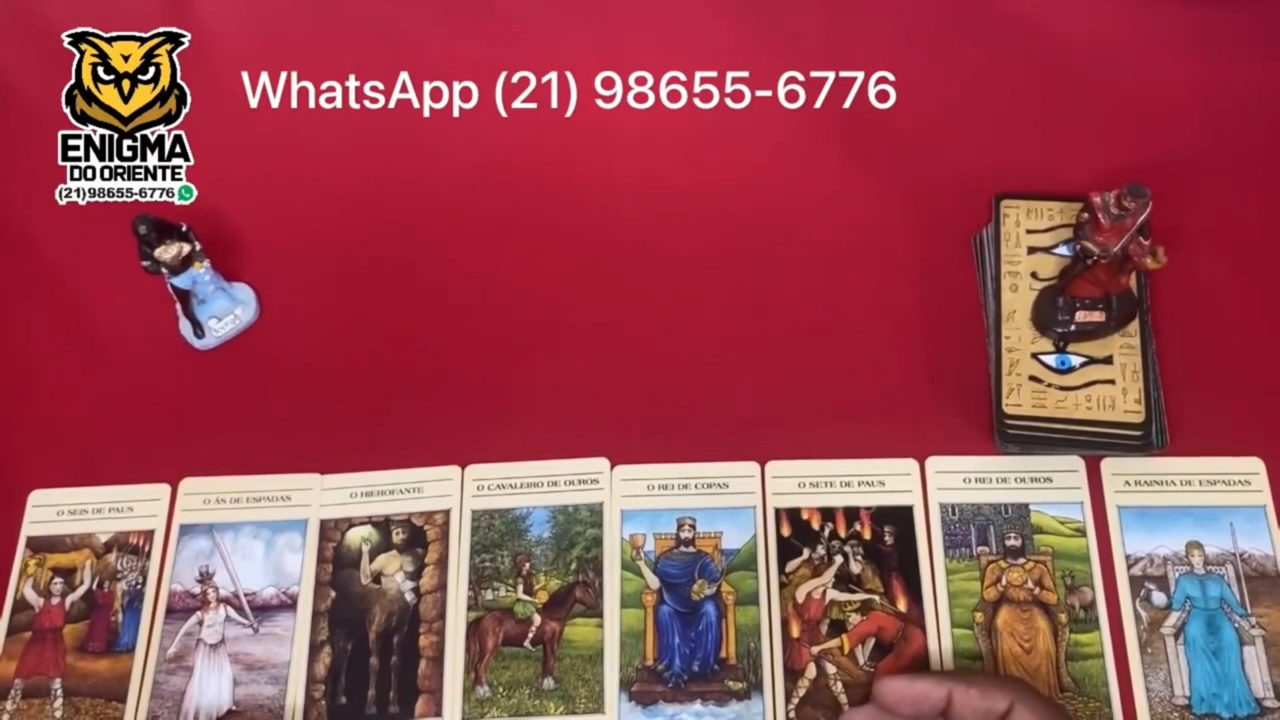 WhatsApp (21) 98655-6776
ENIGMA
DO ORIENTE
(21)98655-6776
O SEIS DE PAUS
O ÁS DE ESPADAS
O HIEROFANTE
O CAVALEIRO DE OUROS
O REI DE COPAS
O SETE DE PAUS
O REI DE OUROS
A RAINHA DE ESPADAS